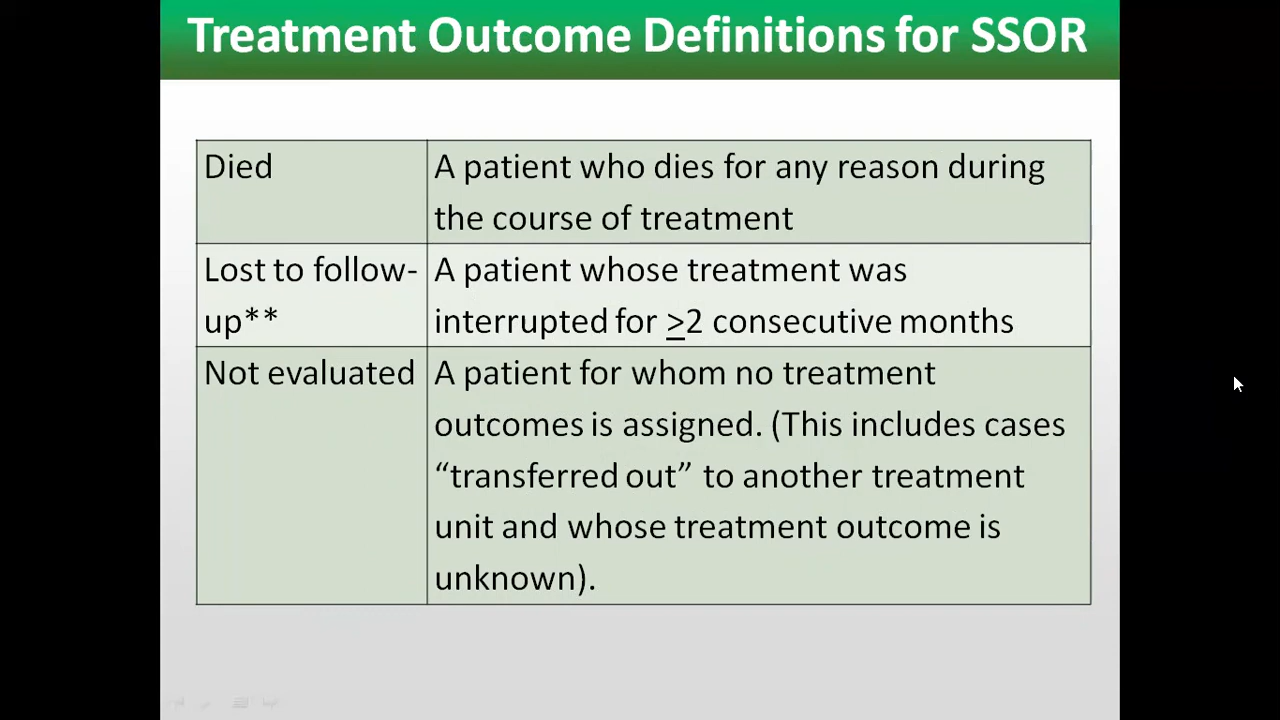 Treatment Outcome Definitions for SSOR
Died
A patient who dies for any reason during
the course of treatment
Lost to follow-
up**
A patient whose treatment was
interrupted for ≥2 consecutive months
Not evaluated
A patient for whom no treatment
outcomes is assigned. (This includes cases
“transferred out” to another treatment
unit and whose treatment outcome is
unknown).